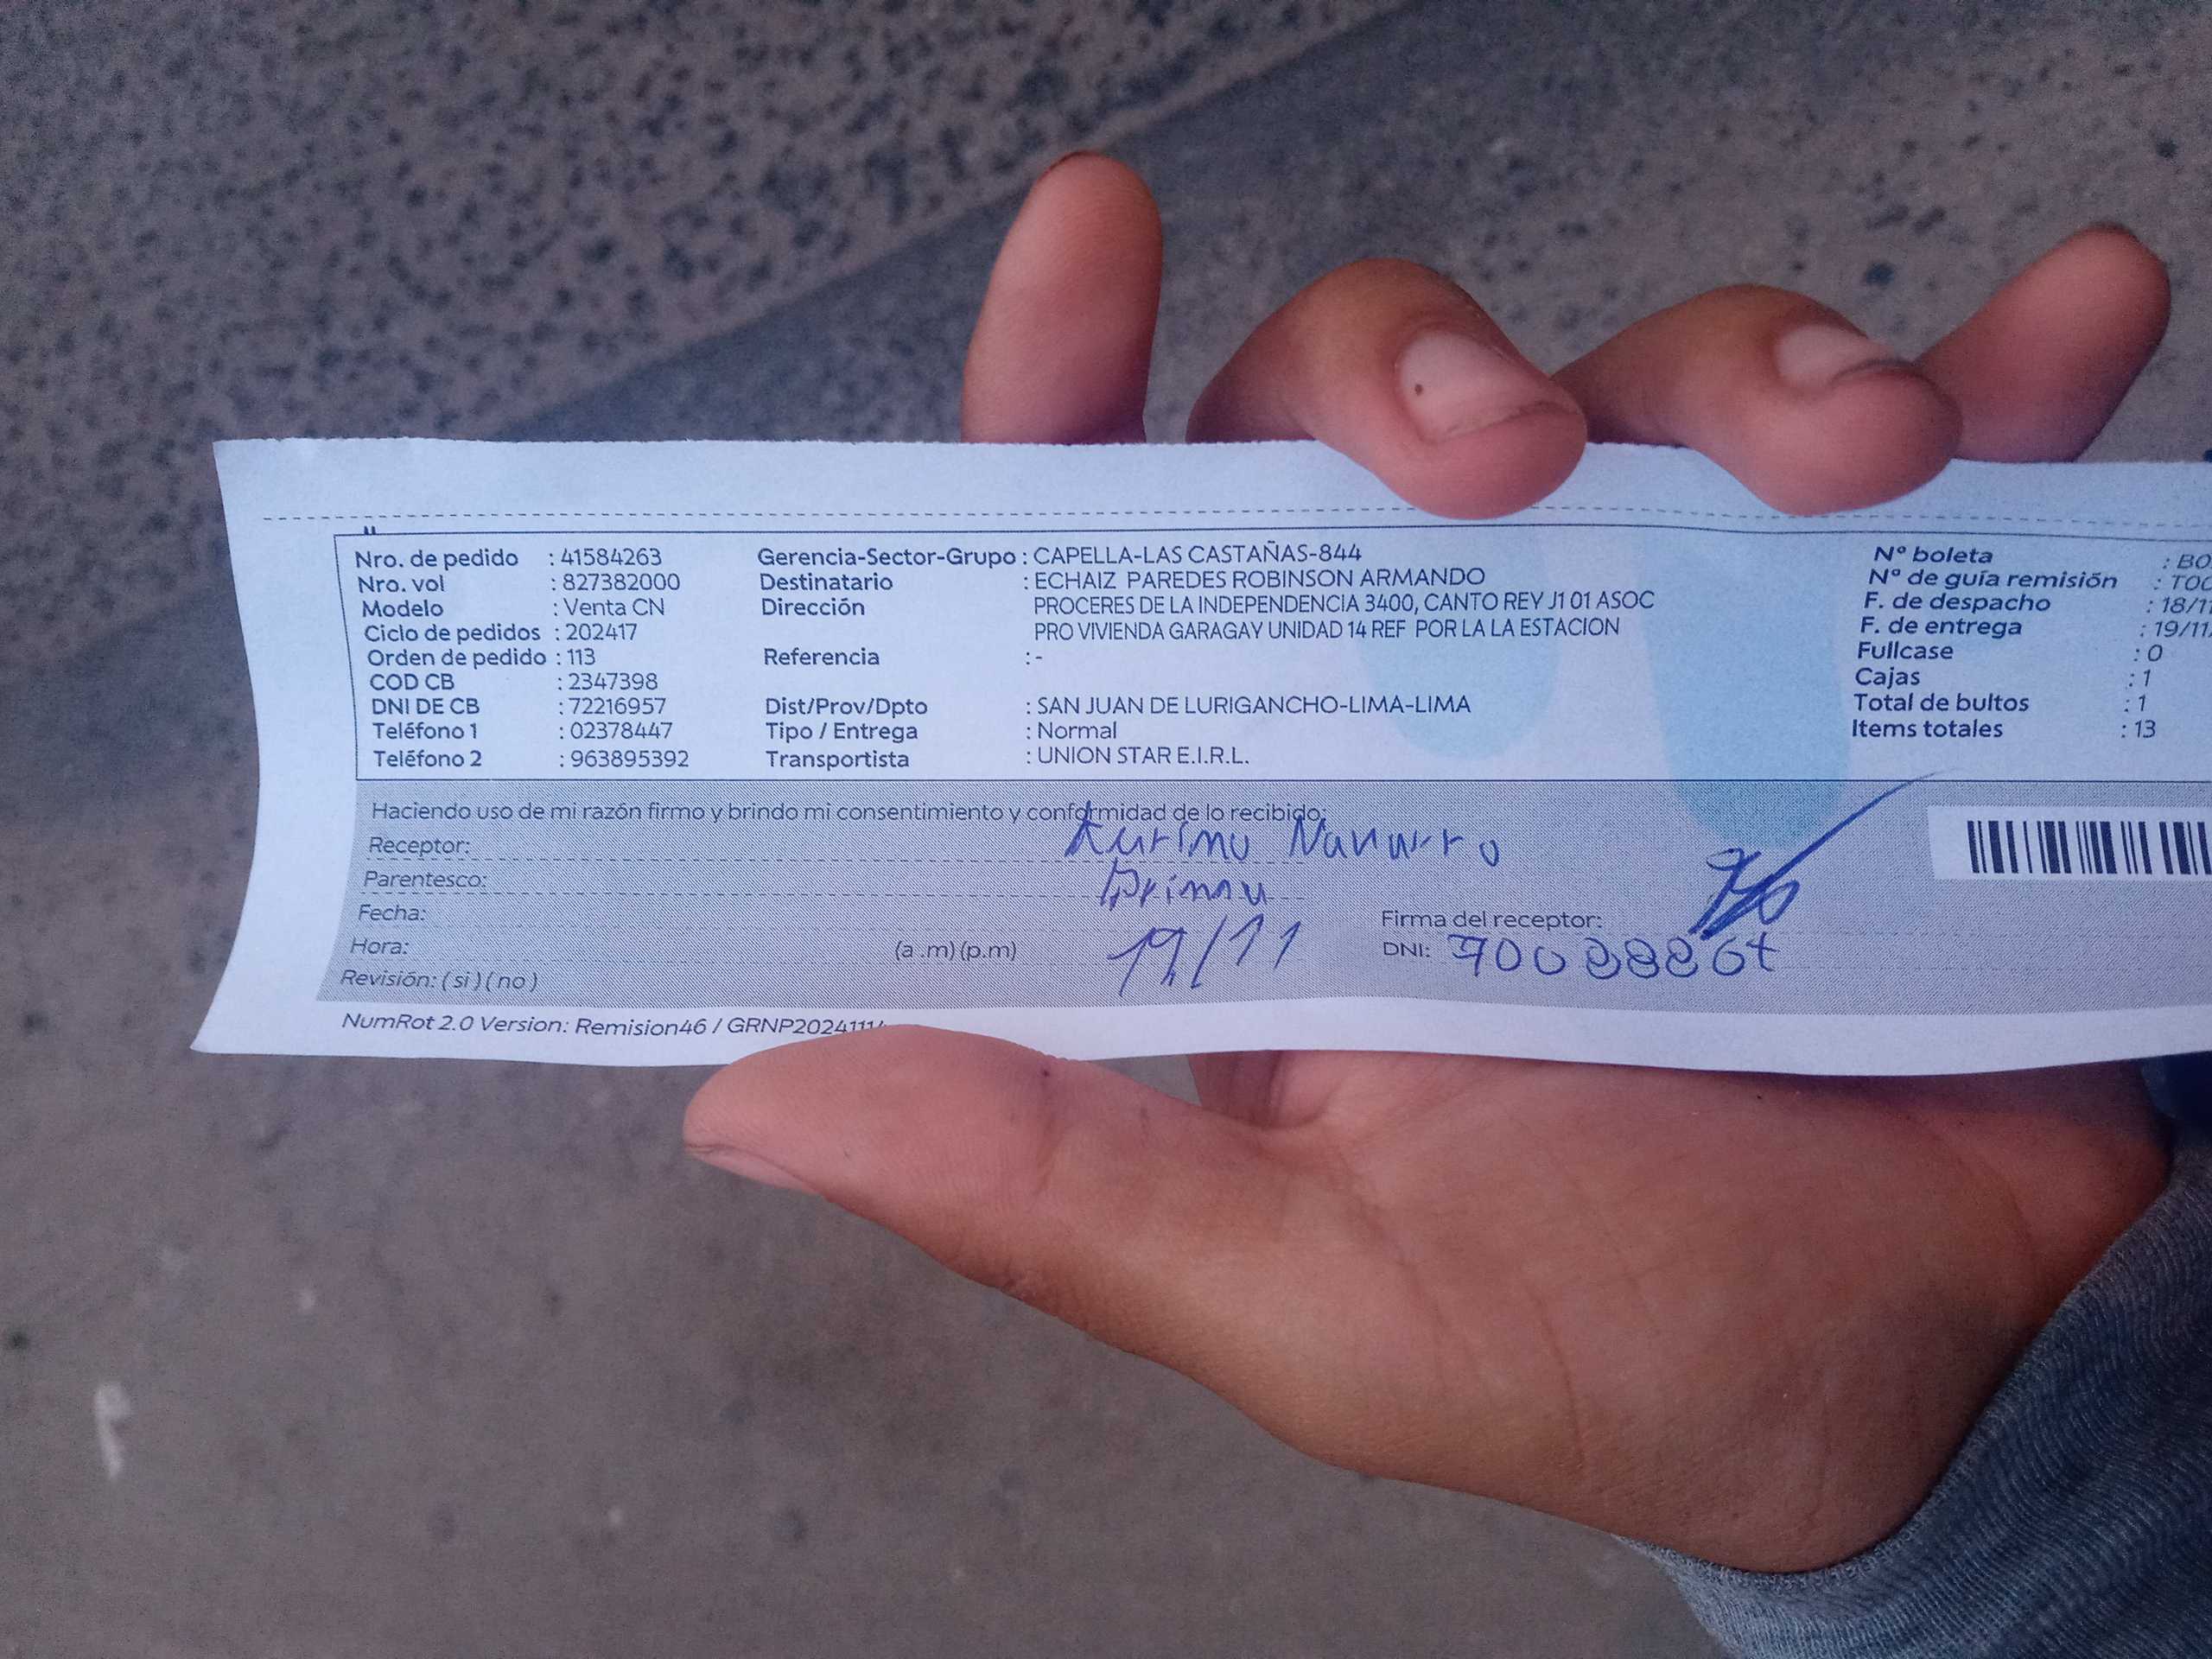 Nro. de pedido : 41584263
Nro. vol : 827382000
Modelo : Venta CN
Ciclo de pedidos : 202417
Orden de pedido : 113
COD CB : 2347398
DNI DE CB : 72216957
Teléfono 1 : 02378447
Teléfono 2 : 963895392
Gerencia-Sector-Grupo : CAPELLA-LAS CASTAÑAS-844
Destinatario : ECHAIZ PAREDES ROBINSON ARMANDO
Dirección PROCERES DE LA INDEPENDENCIA 3400, CANTO REY J1 01 ASOC
PRO VIVIENDA GARAGAY UNIDAD 14 REF POR LA LA ESTACION
Referencia : -
Dist/Prov/Dpto : SAN JUAN DE LURIGANCHO-LIMA-LIMA
Tipo / Entrega : Normal
Transportista : UNION STAR E.I.R.L.
Nº boleta : BO
Nº de guía remisión : T00
F. de despacho : 18/11
F. de entrega : 19/11/
Fullcase : 0
Cajas : 1
Total de bultos : 1
Items totales : 13
Haciendo uso de mi razón firmo y brindo mi consentimiento y conformidad de lo recibido:
Receptor: Navarro
Parentesco:
Fecha: 19/11
Hora: (a .m) (p.m)
Revisión: ( si ) ( no )
Firma del receptor:
DNI:
NumRot 2.0 Version: Remision46 / GRNP2024111